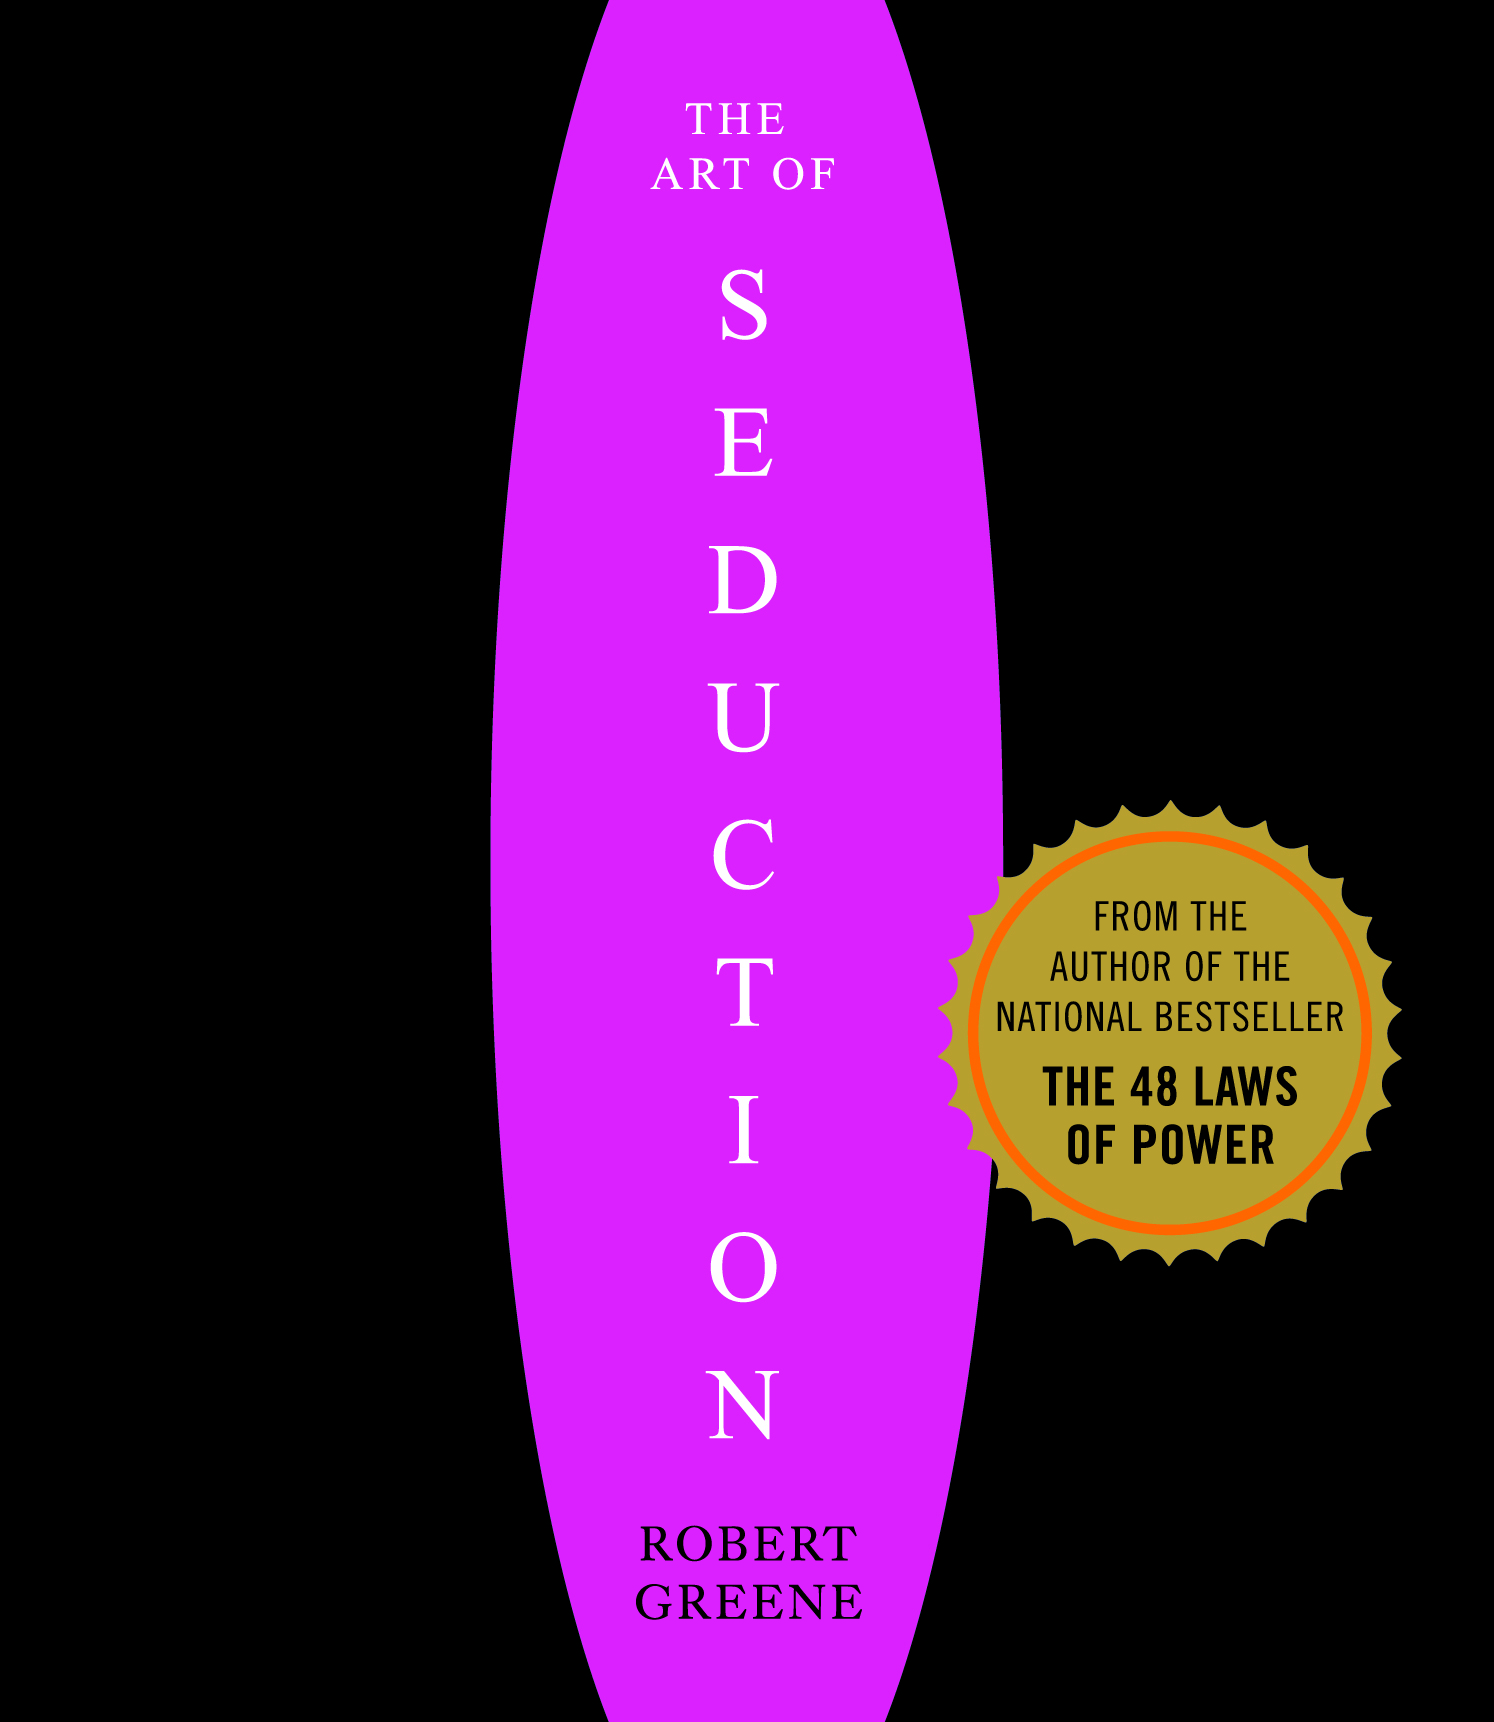 THE
ART OF
S
E
D
U
C
T
I
O
N
ROBERT
GREENE
FROM THE
AUTHOR OF THE
NATIONAL BESTSELLER
THE 48 LAWS
OF POWER